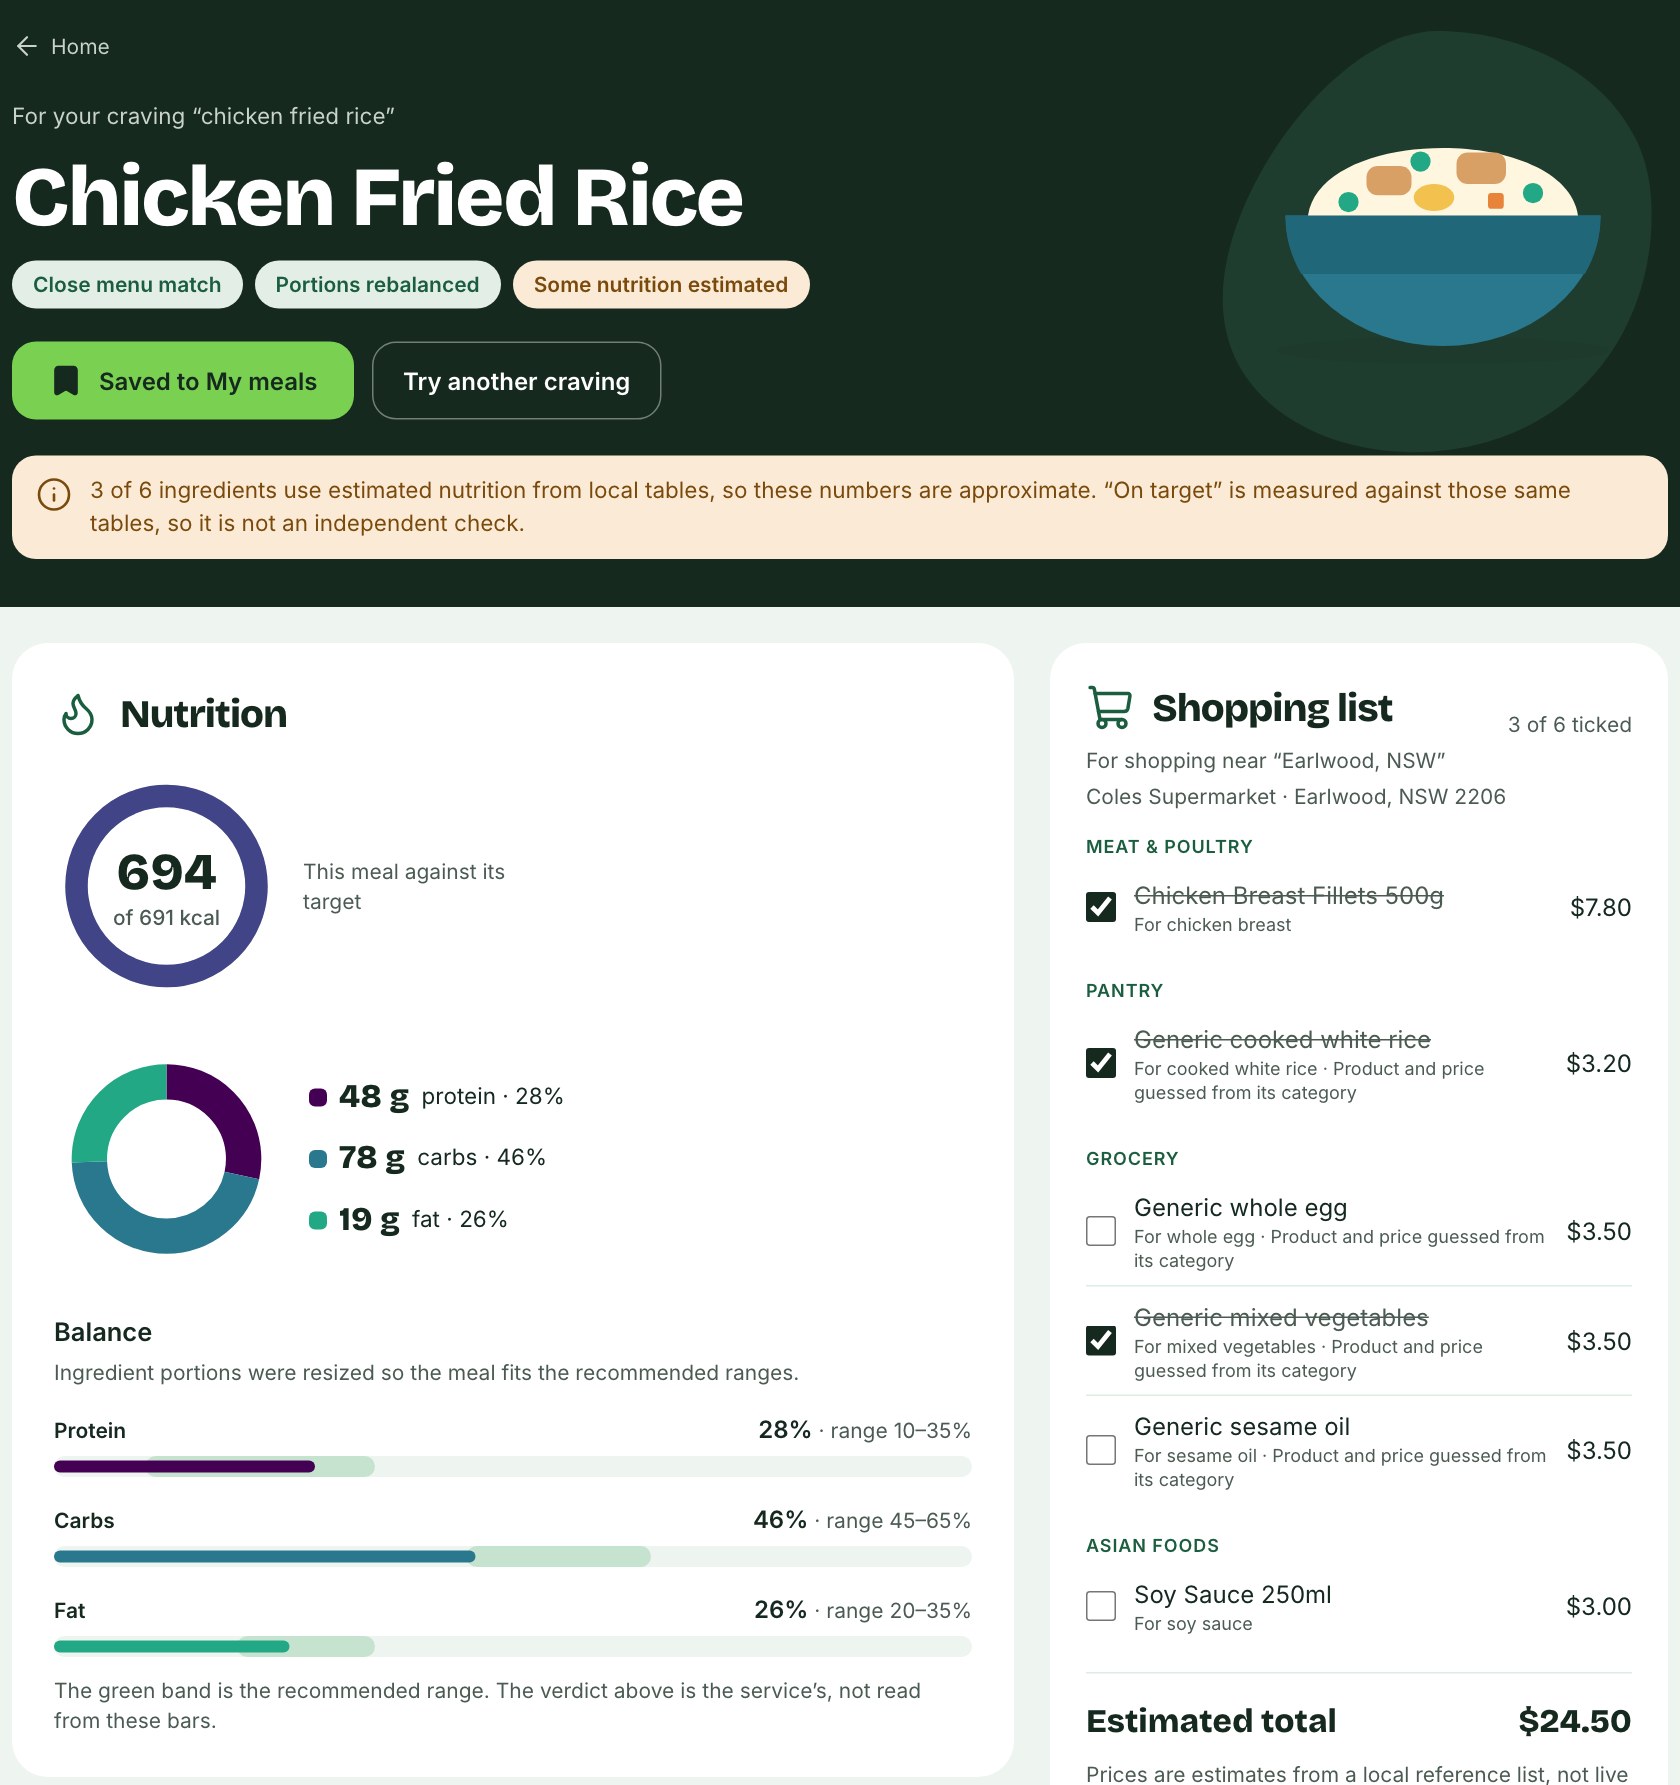 Home
For your craving “chicken fried rice”
Chicken Fried Rice
Close menu match
Portions rebalanced
Some nutrition estimated
Saved to My meals
Try another craving
3 of 6 ingredients use estimated nutrition from local tables, so these numbers are approximate. “On target” is measured against those same
tables, so it is not an independent check.
Nutrition
694
of 691 kcal
This meal against its
target
48 g protein · 28%
78 g carbs · 46%
19 g fat · 26%
Balance
Ingredient portions were resized so the meal fits the recommended ranges.
Protein 28% · range 10–35%
Carbs 46% · range 45–65%
Fat 26% · range 20–35%
The green band is the recommended range. The verdict above is the service’s, not read
from these bars.
Shopping list
3 of 6 ticked
For shopping near “Earlwood, NSW”
Coles Supermarket · Earlwood, NSW 2206
MEAT & POULTRY
Chicken Breast Fillets 500g
For chicken breast
$7.80
PANTRY
Generic cooked white rice
For cooked white rice · Product and price
guessed from its category
$3.20
GROCERY
Generic whole egg
For whole egg · Product and price guessed from
its category
$3.50
Generic mixed vegetables
For mixed vegetables · Product and price
guessed from its category
$3.50
Generic sesame oil
For sesame oil · Product and price guessed from
its category
$3.50
ASIAN FOODS
Soy Sauce 250ml
For soy sauce
$3.00
Estimated total $24.50
Prices are estimates from a local reference list, not live